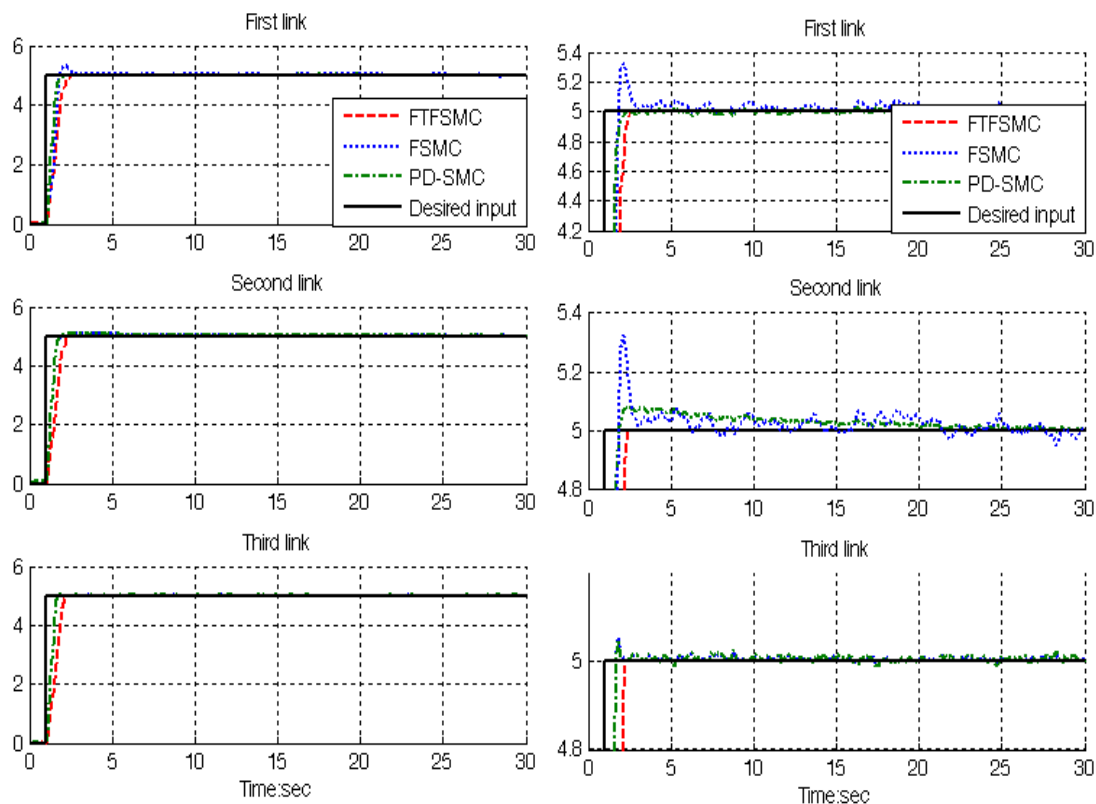 First link
6
4
2
0
0 5 10 15 20 25 30
FTFSMC
FSMC
PD-SMC
Desired input
Second link
6
4
2
0
0 5 10 15 20 25 30
Third link
6
4
2
0
0 5 10 15 20 25 30
Time:sec
First link
5.4
5.2
5
4.8
4.6
4.4
4.2
0 5 10 15 20 25 30
FTFSMC
FSMC
PD-SMC
Desired input
Second link
5.4
5.2
5
4.8
0 5 10 15 20 25 30
Third link
5
4.8
0 5 10 15 20 25 30
Time:sec